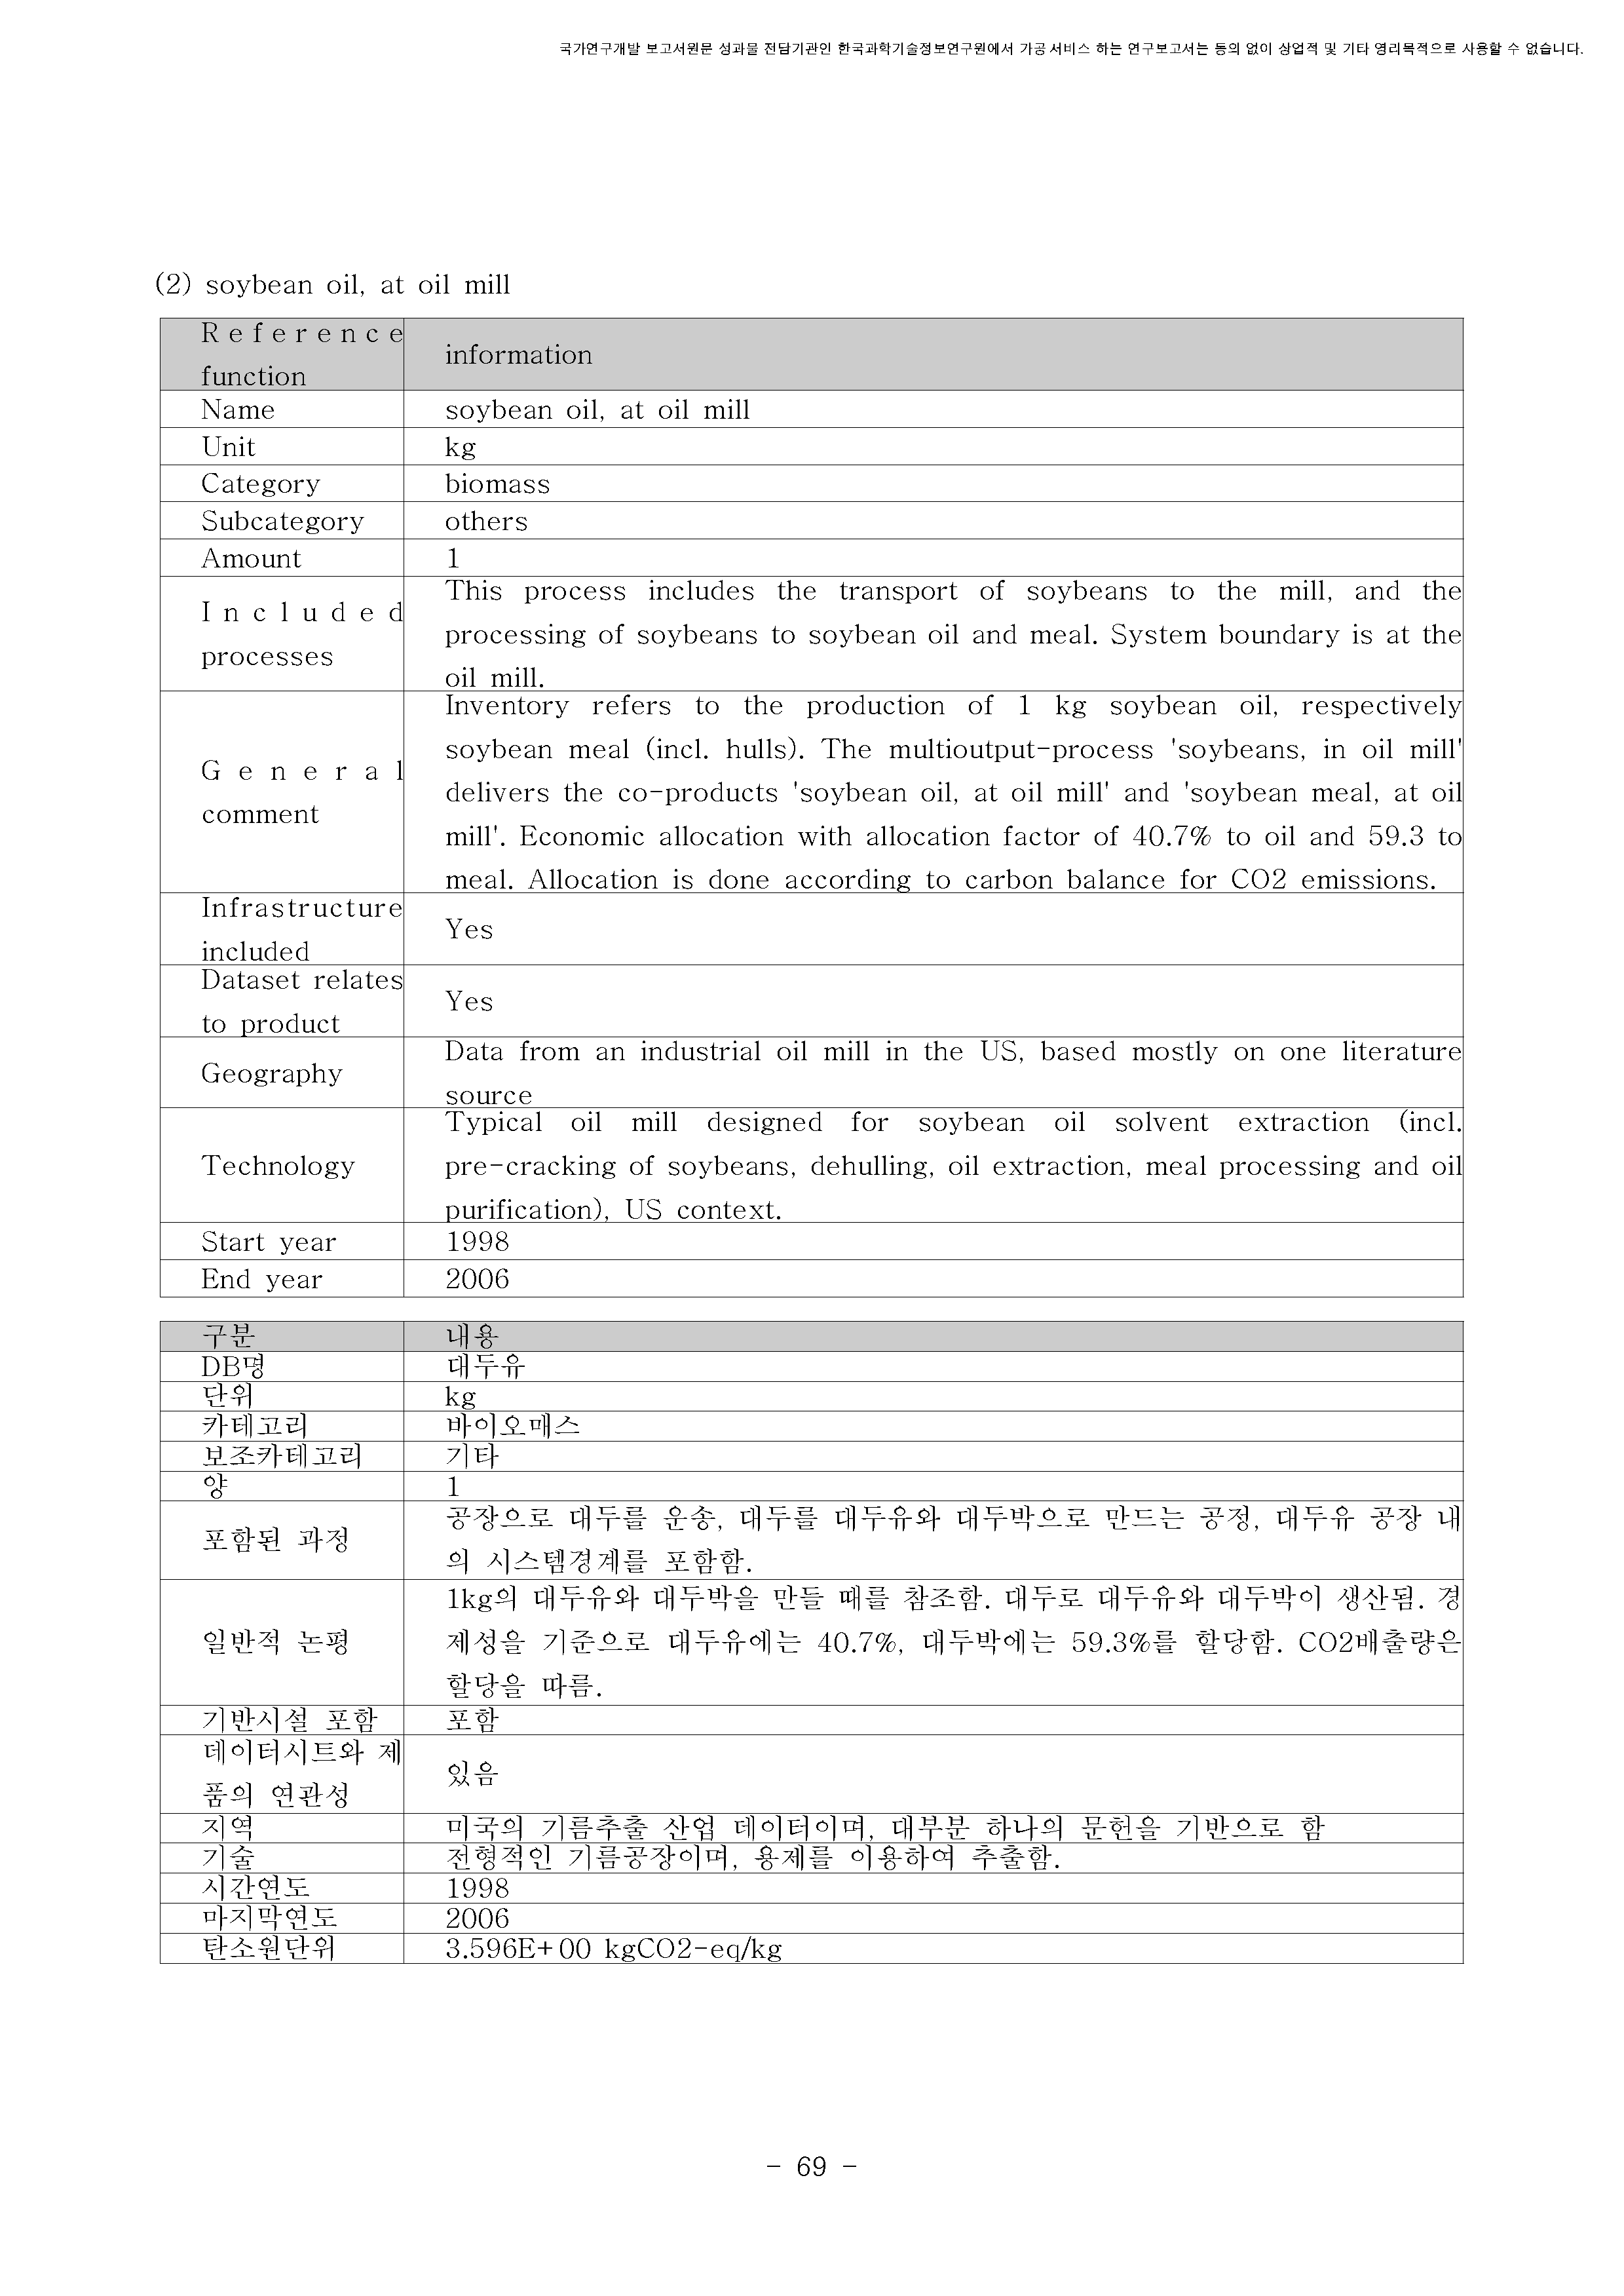 국가연구개발 보고서원문 성과물 전담기관인 한국과학기술정보연구원에서 가공·서비스 하는 연구보고서는 동의 없이 상업적 및 기타 영리목적으로 사용할 수 없습니다.
(2) soybean oil, at oil mill
Reference
function
information
Name
soybean oil, at oil mill
Unit
kg
Category
biomass
Subcategory
others
Amount
1
Included
processes
This process includes the transport of soybeans to the mill, and the
processing of soybeans to soybean oil and meal. System boundary is at the
oil mill.
General
comment
Inventory refers to the production of 1 kg soybean oil, respectively
soybean meal (incl. hulls). The multioutput-process 'soybeans, in oil mill'
delivers the co-products 'soybean oil, at oil mill' and 'soybean meal, at oil
mill'. Economic allocation with allocation factor of 40.7% to oil and 59.3 to
meal. Allocation is done according to carbon balance for CO2 emissions.
Infrastructure
included
Yes
Dataset relates
to product
Yes
Geography
Data from an industrial oil mill in the US, based mostly on one literature
source
Technology
Typical oil mill designed for soybean oil solvent extraction (incl.
pre-cracking of soybeans, dehulling, oil extraction, meal processing and oil
purification), US context.
Start year
1998
End year
2006
구분
내용
DB명
대두유
단위
kg
카테고리
바이오매스
보조카테고리
기타
양
1
포함된 과정
공장으로 대두를 운송, 대두를 대두유와 대두박으로 만드는 공정, 대두유 공장 내
의 시스템경계를 포함함.
일반적 논평
1kg의 대두유와 대두박을 만들 때를 참조함. 대두로 대두유와 대두박이 생산됨. 경
제성을 기준으로 대두유에는 40.7%, 대두박에는 59.3%를 할당함. CO2배출량은
할당을 따름.
기반시설 포함
포함
데이터시트와 제
품의 연관성
있음
지역
미국의 기름추출 산업 데이터이며, 대부분 하나의 문헌을 기반으로 함
기술
전형적인 기름공장이며, 용제를 이용하여 추출함.
시간연도
1998
마지막연도
2006
탄소원단위
3.596E+00 kgCO2-eq/kg
- 69 -